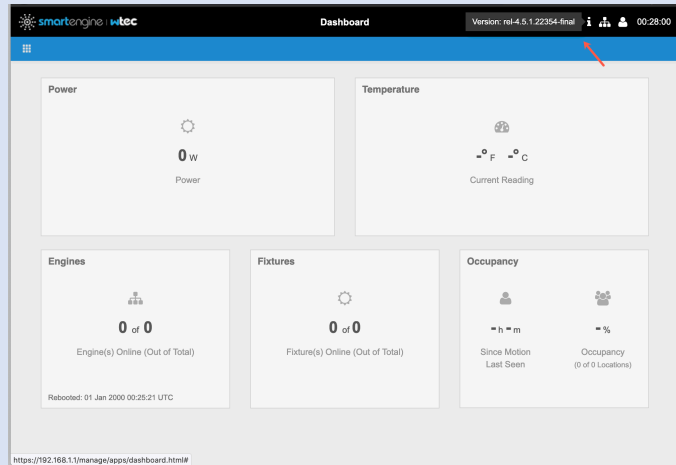 smartengine | wtec
Dashboard
Version: rel-4.5.1.22354-final
i
00:28:00
Power
0 W
Power
Temperature
-° F -° C
Current Reading
Engines
0 of 0
Engine(s) Online (Out of Total)
Rebooted: 01 Jan 2000 00:25:21 UTC
Fixtures
0 of 0
Fixture(s) Online (Out of Total)
Occupancy
- h - m
Since Motion
Last Seen
- %
Occupancy
(0 of 0 Locations)
https://192.168.1.1/manage/apps/dashboard.html#